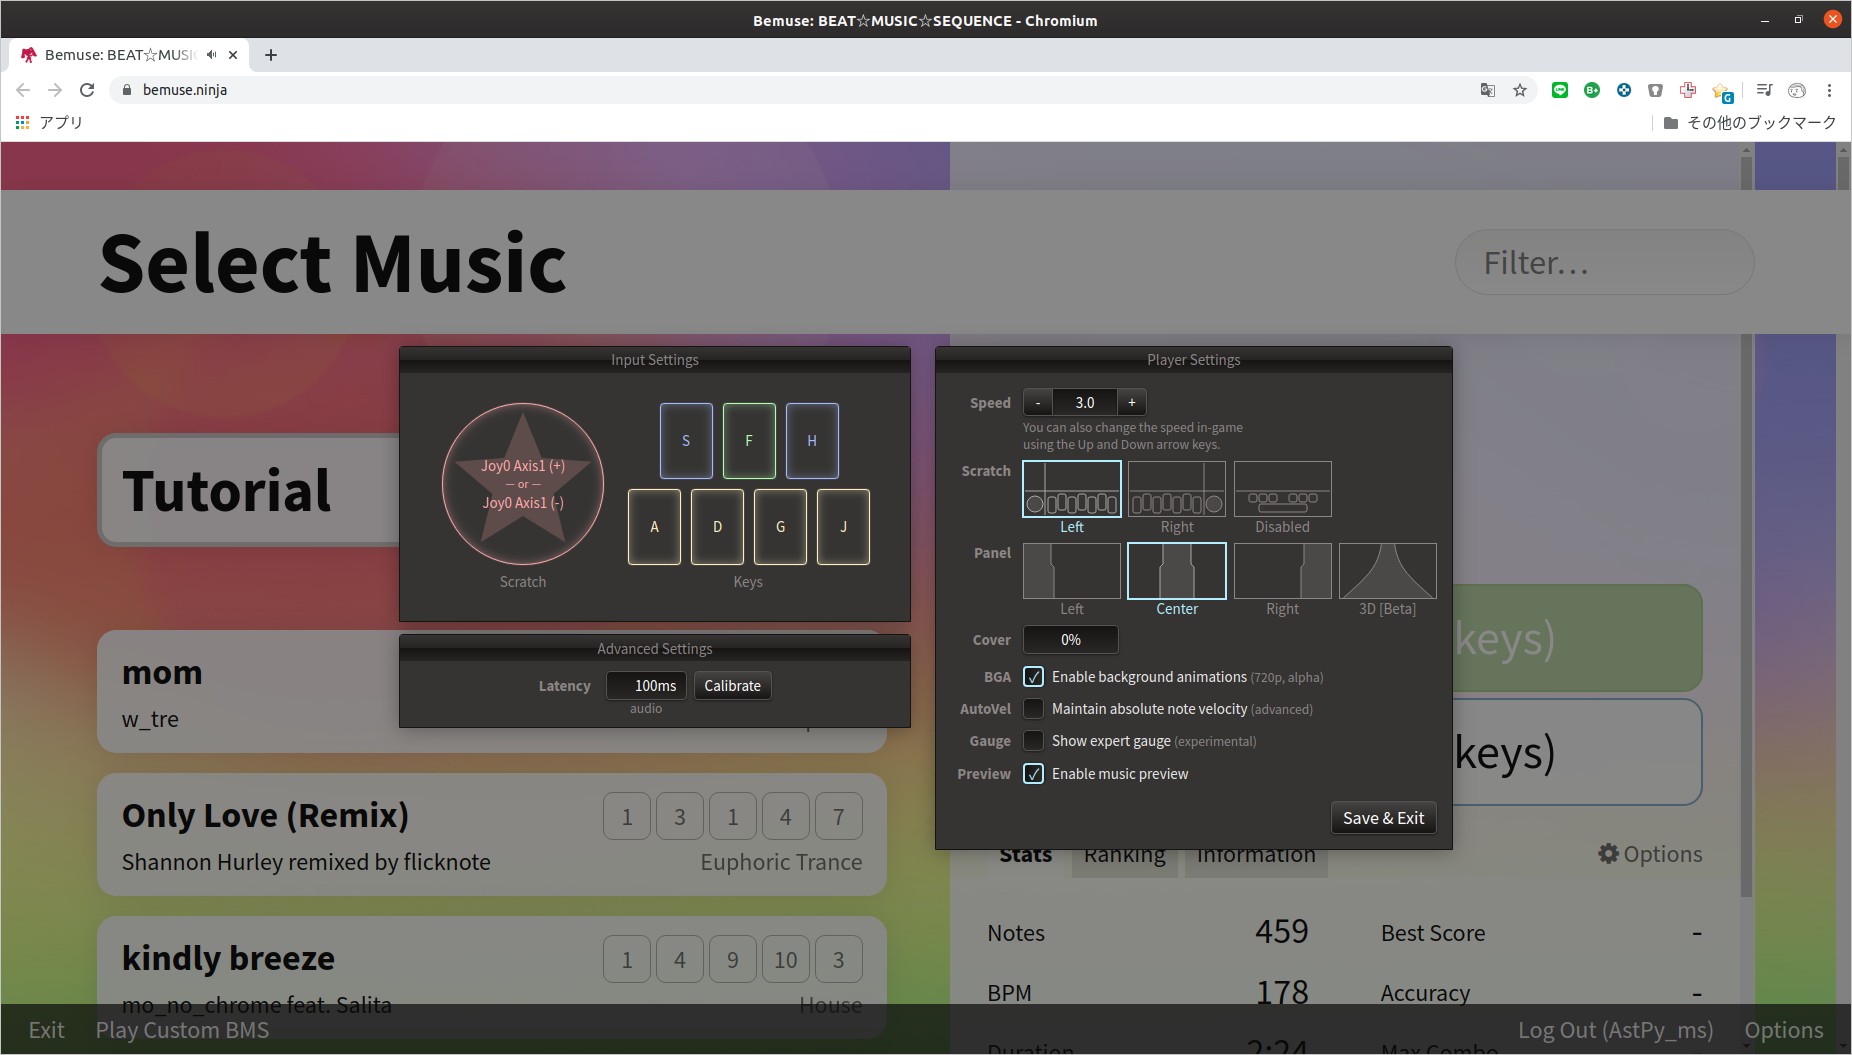 Bemuse: BEAT☆MUSIC☆SEQUENCE - Chromium
Bemuse: BEAT☆MUSIC
bemuse.ninja
アプリ
その他のブックマーク
Select Music
Filter…
Tutorial
mom
w_tre
Only Love (Remix)
1 3 1 4 7
Shannon Hurley remixed by flicknote
Euphoric Trance
kindly breeze
1 4 9 10 3
mo_no_chrome feat. Salita
House
Input Settings
Joy0 Axis1 (+)
— or —
Joy0 Axis1 (-)
Scratch
S F H
A D G J
Keys
Advanced Settings
Latency 100ms Calibrate
audio
Player Settings
Speed - 3.0 +
You can also change the speed in-game
using the Up and Down arrow keys.
Scratch
Left Right Disabled
Panel
Left Center Right 3D [Beta]
Cover 0%
BGA Enable background animations (720p, alpha)
AutoVel Maintain absolute note velocity (advanced)
Gauge Show expert gauge (experimental)
Preview Enable music preview
Save & Exit
keys)
keys)
Stats Ranking Information Options
Notes 459 Best Score -
BPM 178 Accuracy -
Duration 2:24 Max Combo
Exit Play Custom BMS
Log Out (AstPy_ms) Options